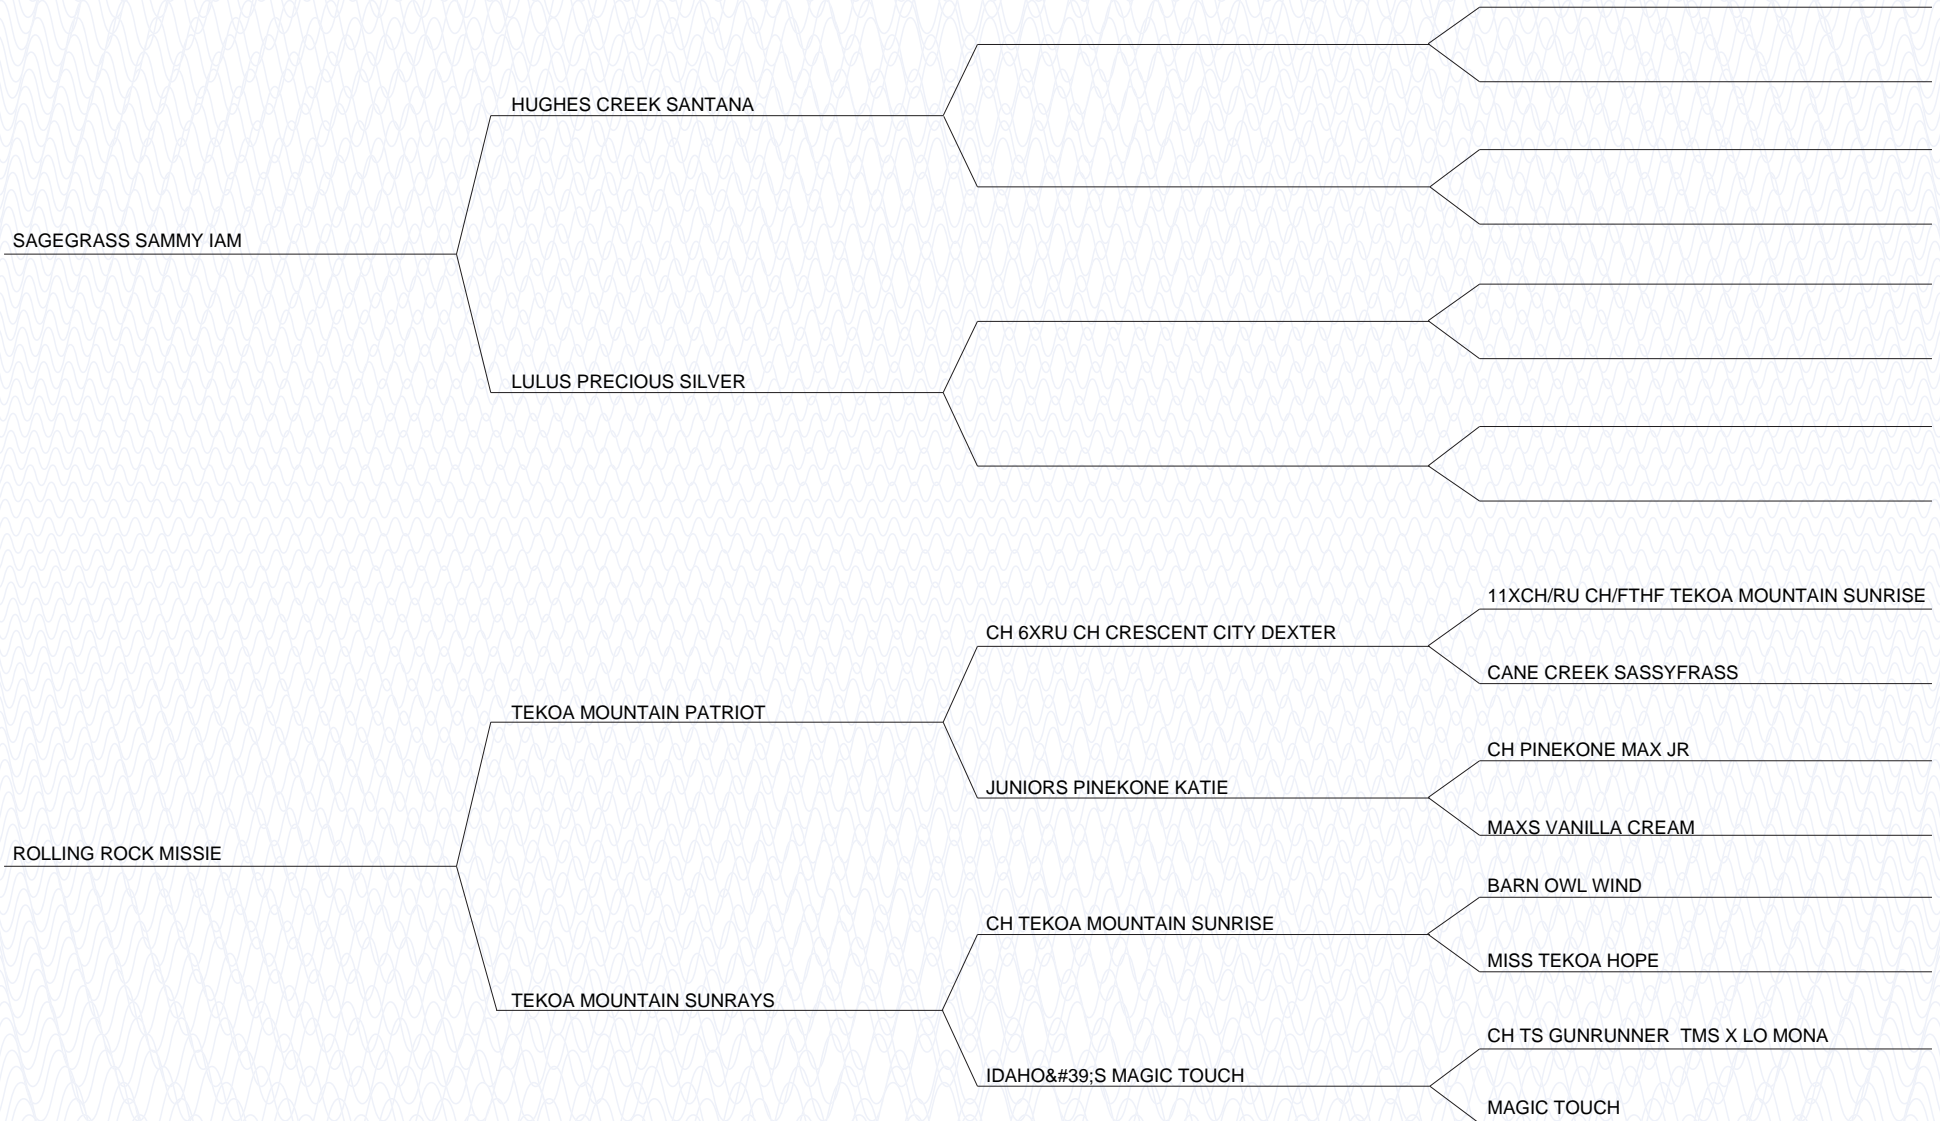 HUGHES CREEK SANTANA
SAGEGRASS SAMMY IAM
LULUS PRECIOUS SILVER
11XCH/RU CH/FTHF TEKOA MOUNTAIN SUNRISE
CH 6XRU CH CRESCENT CITY DEXTER
CANE CREEK SASSYFRASS
TEKOA MOUNTAIN PATRIOT
CH PINEKONE MAX JR
JUNIORS PINEKONE KATIE
MAXS VANILLA CREAM
ROLLING ROCK MISSIE
BARN OWL WIND
CH TEKOA MOUNTAIN SUNRISE
MISS TEKOA HOPE
TEKOA MOUNTAIN SUNRAYS
CH TS GUNRUNNER  TMS X LO MONA
IDAHO&#39;S MAGIC TOUCH
MAGIC TOUCH